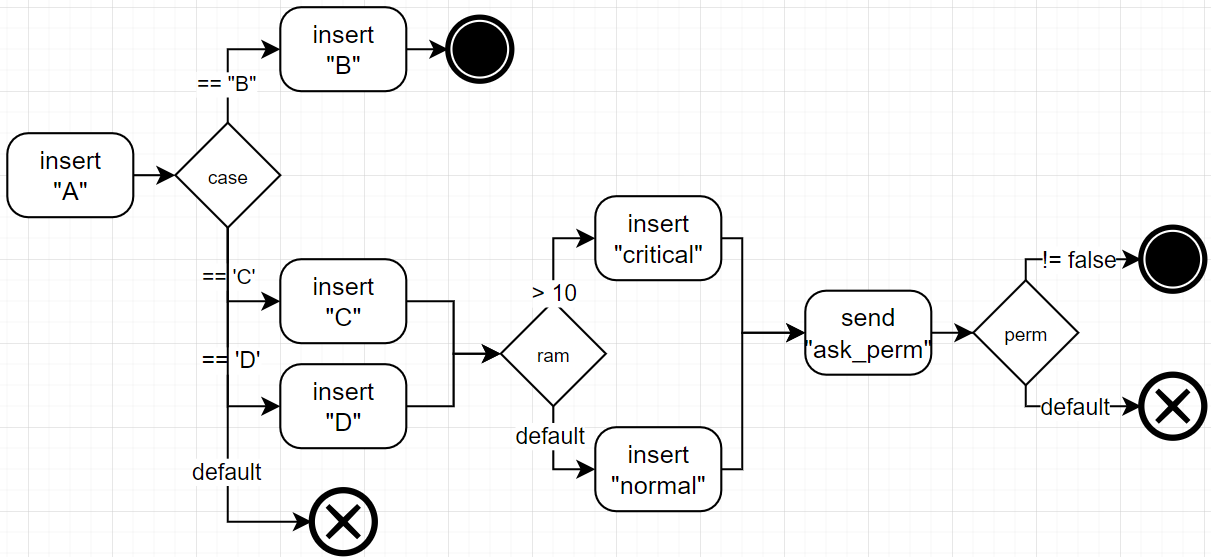 insert
"B"
== "B"
insert
"A"
case
== 'C'
insert
"C"
== 'D'
insert
"D"
default
> 10
ram
default
insert
"critical"
insert
"normal"
send
"ask_perm"
!= false
perm
default